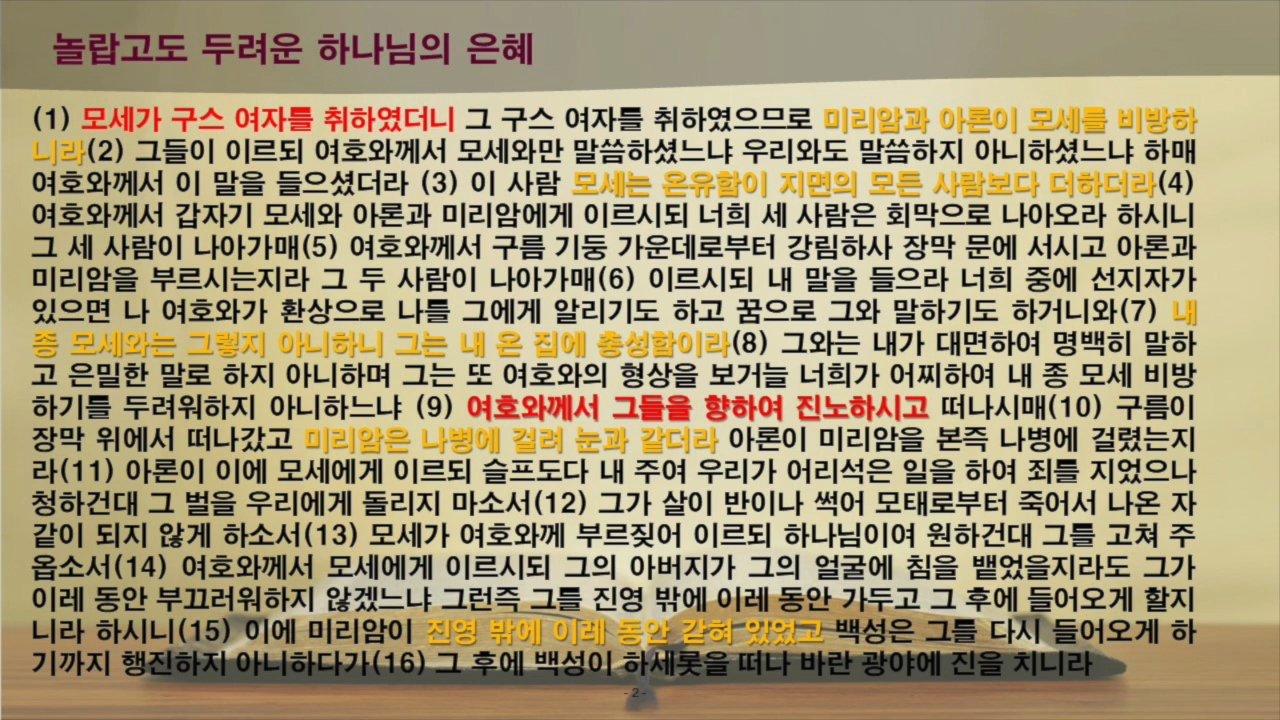 놀랍고도 두려운 하나님의 은혜
(1) 모세가 구스 여자를 취하였더니 그 구스 여자를 취하였으므로 미리암과 아론이 모세를 비방하
니라(2) 그들이 이르되 여호와께서 모세와만 말씀하셨느냐 우리와도 말씀하지 아니하셨느냐 하매
여호와께서 이 말을 들으셨더라 (3) 이 사람 모세는 온유함이 지면의 모든 사람보다 더하더라(4)
여호와께서 갑자기 모세와 아론과 미리암에게 이르시되 너희 세 사람은 회막으로 나아오라 하시니
그 세 사람이 나아가매(5) 여호와께서 구름 기둥 가운데로부터 강림하사 장막 문에 서시고 아론과
미리암을 부르시는지라 그 두 사람이 나아가매(6) 이르시되 내 말을 들으라 너희 중에 선지자가
있으면 나 여호와가 환상으로 나를 그에게 알리기도 하고 꿈으로 그와 말하기도 하거니와(7) 내
종 모세와는 그렇지 아니하니 그는 내 온 집에 충성함이라(8) 그와는 내가 대면하여 명백히 말하
고 은밀한 말로 하지 아니하며 그는 또 여호와의 형상을 보거늘 너희가 어찌하여 내 종 모세 비방
하기를 두려워하지 아니하느냐 (9) 여호와께서 그들을 향하여 진노하시고 떠나시매(10) 구름이
장막 위에서 떠나갔고 미리암은 나병에 걸려 눈과 같더라 아론이 미리암을 본즉 나병에 걸렸는지
라(11) 아론이 이에 모세에게 이르되 슬프도다 내 주여 우리가 어리석은 일을 하여 죄를 지었으나
청하건대 그 벌을 우리에게 돌리지 마소서(12) 그가 살이 반이나 썩어 모태로부터 죽어서 나온 자
같이 되지 않게 하소서(13) 모세가 여호와께 부르짖어 이르되 하나님이여 원하건대 그를 고쳐 주
옵소서(14) 여호와께서 모세에게 이르시되 그의 아버지가 그의 얼굴에 침을 뱉었을지라도 그가
이레 동안 부끄러워하지 않겠느냐 그런즉 그를 진영 밖에 이레 동안 가두고 그 후에 들어오게 할지
니라 하시니(15) 이에 미리암이 진영 밖에 이레 동안 갇혀 있었고 백성은 그를 다시 들어오게 하
기까지 행진하지 아니하다가(16) 그 후에 백성이 하세롯을 떠나 바란 광야에 진을 치니라
- 2 -